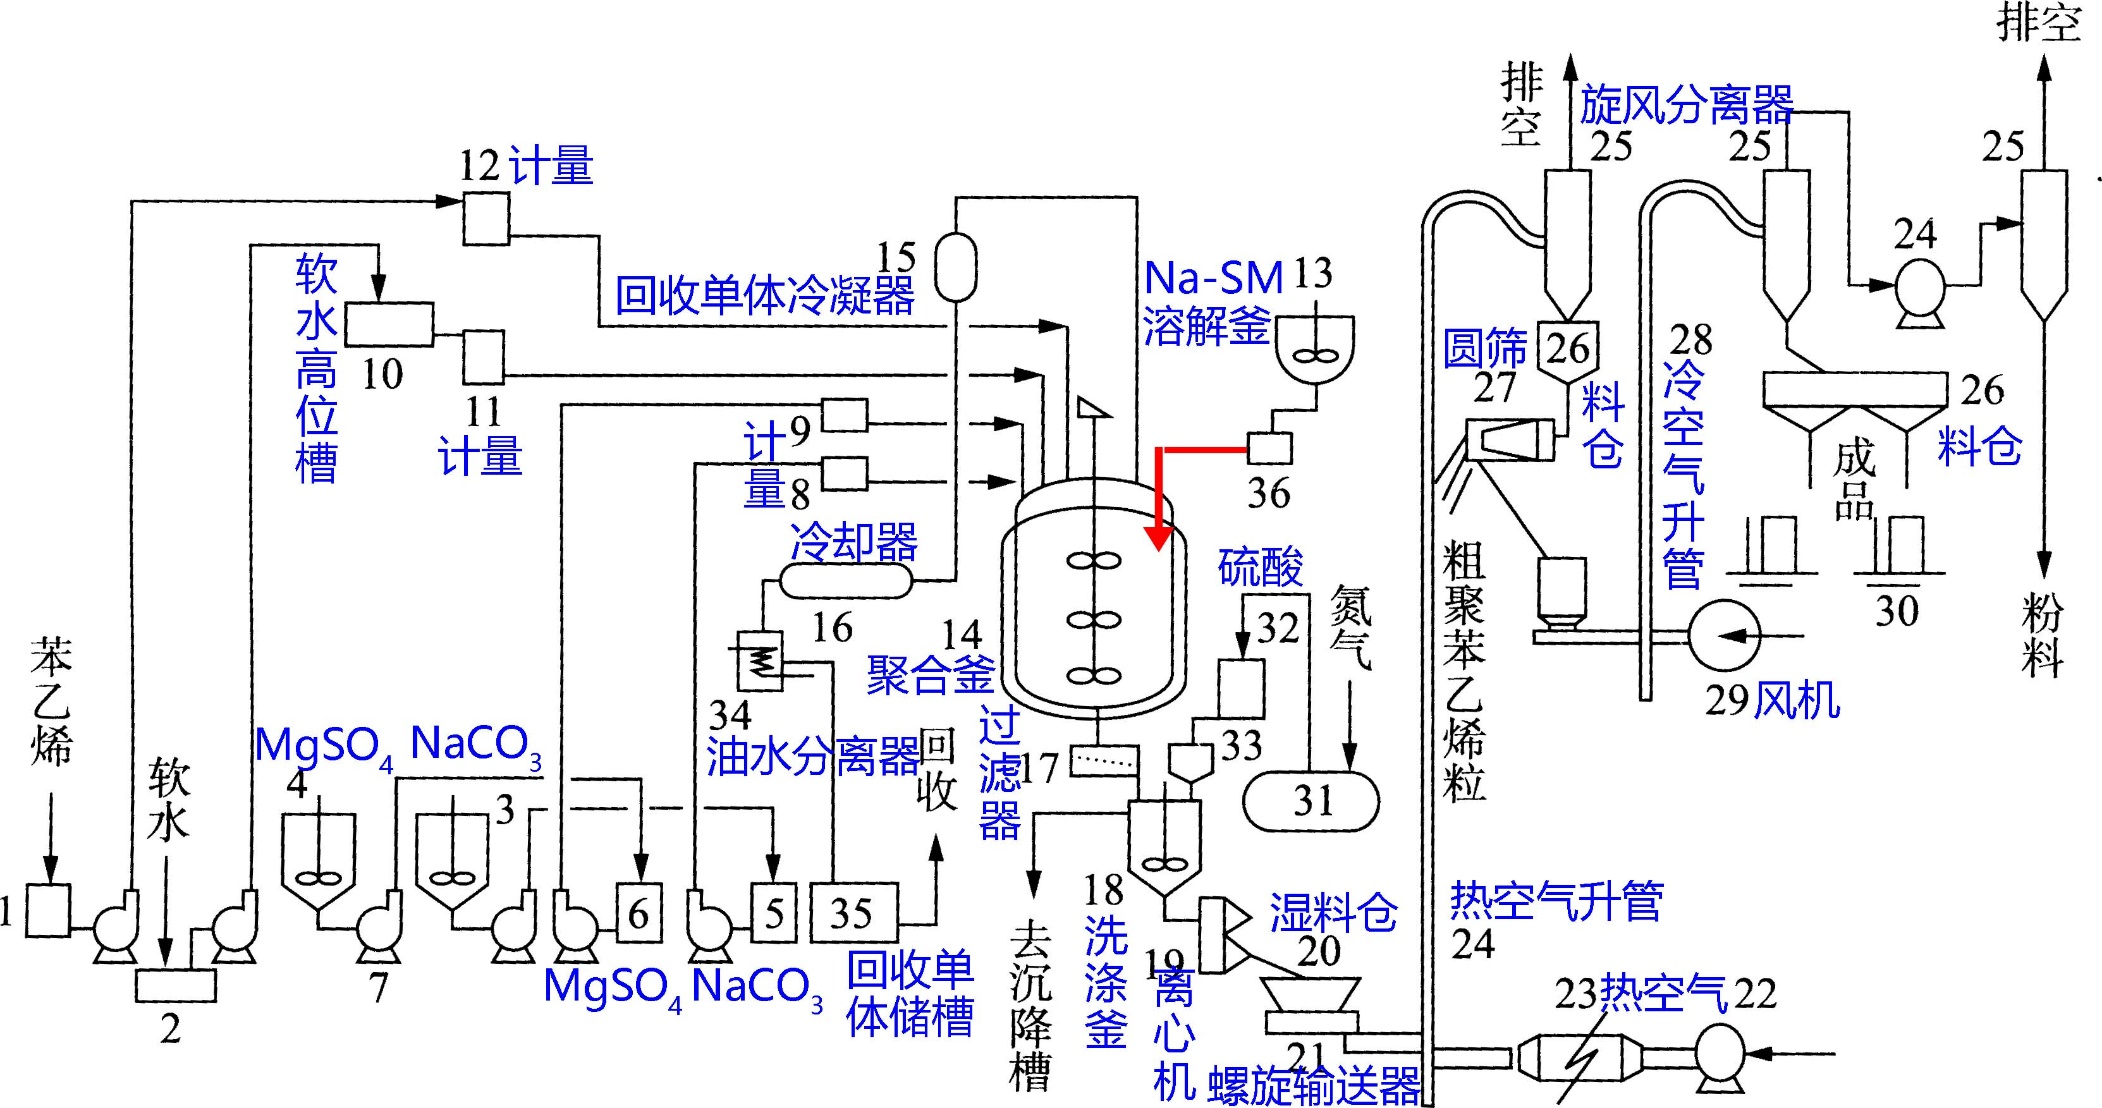 排空
排空
旋风分离器
25
25
25
12 计量
15
24
软水高位槽
回收单体冷凝器
Na-SM 13
溶解釜
圆筛
27
26
28
冷空气升管
10
11
计量
料仓
26
料仓
成品
计量
9
8
36
冷却器
硫酸
32
氮气
粗聚苯乙烯粒
30
粉料
16
14
聚合釜
34
油水分离器
回收
过滤器
17
33
31
29风机
苯乙烯
软水
MgSO4
NaCO3
4
3
1
2
7
6
5
35
MgSO4
NaCO3
回收单体储槽
去沉降槽
18
洗涤釜
19
离心机
湿料仓
20
21
螺旋输送器
热空气升管
24
23热空气22